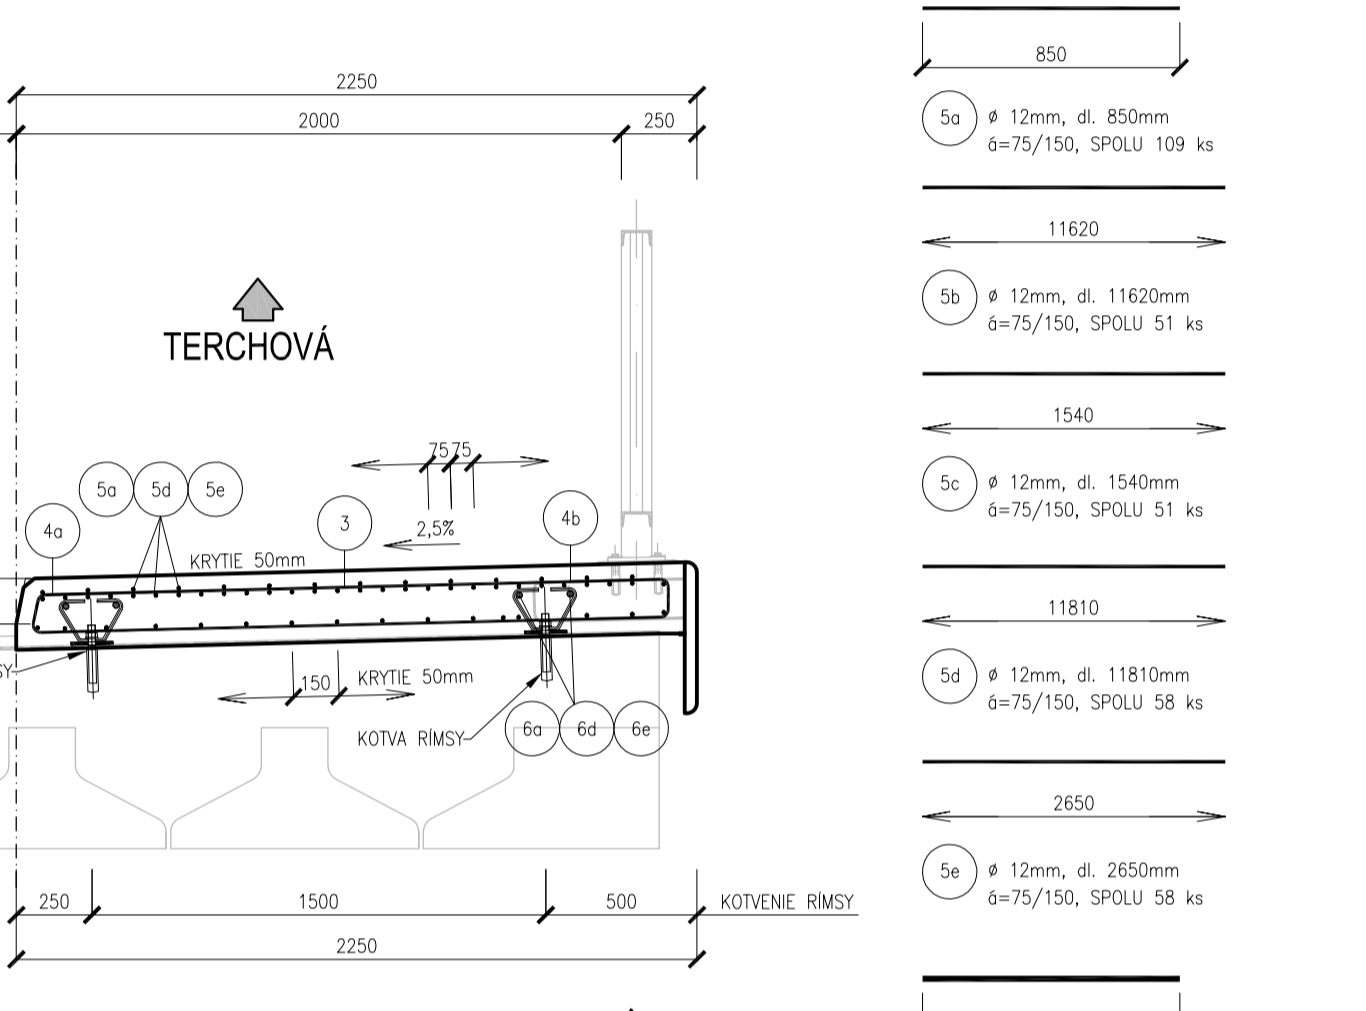 2250
2000
250
TERCHOVÁ
75 75
5a
5d
5e
4a
3
2,5%
4b
KRYTIE 50mm
150
KRYTIE 50mm
KOTVA RÍMSY
6a
6d
6e
250
1500
500
KOTVENIE RÍMSY
2250
850
5a
ø 12mm, dl. 850mm
á=75/150, SPOLU 109 ks
11620
5b
ø 12mm, dl. 11620mm
á=75/150, SPOLU 51 ks
1540
5c
ø 12mm, dl. 1540mm
á=75/150, SPOLU 51 ks
11810
5d
ø 12mm, dl. 11810mm
á=75/150, SPOLU 58 ks
2650
5e
ø 12mm, dl. 2650mm
á=75/150, SPOLU 58 ks